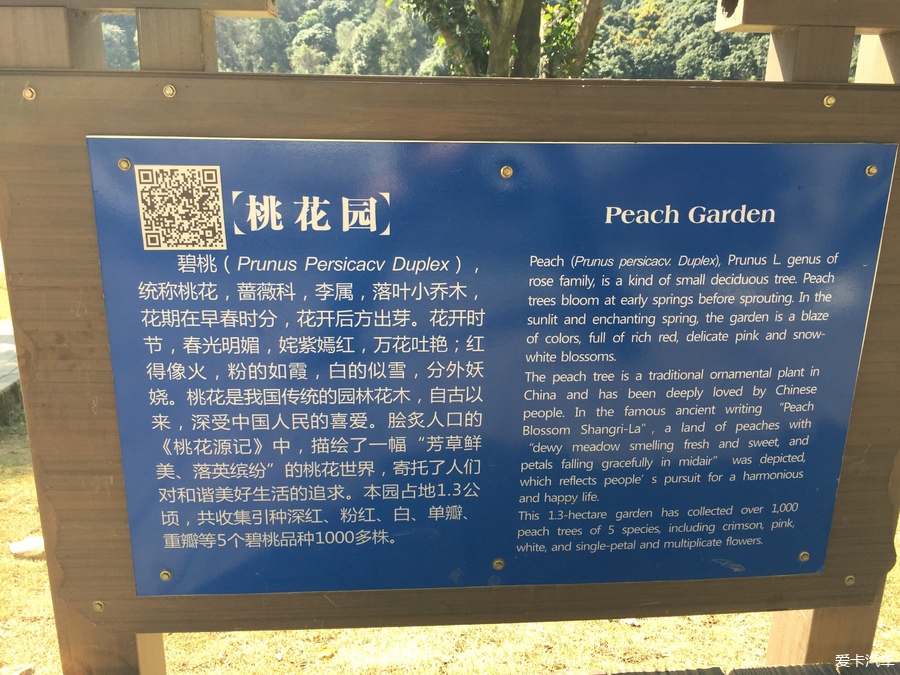 【桃花园】
碧桃（Prunus Persicacv Duplex），
统称桃花，蔷薇科，李属，落叶小乔木，
花期在早春时分，花开后方出芽。花开时
节，春光明媚，姹紫嫣红，万花吐艳；红
得像火，粉的如霞，白的似雪，分外妖
娆。桃花是我国传统的园林花木，自古以
来，深受中国人民的喜爱。脍炙人口的
《桃花源记》中，描绘了一幅“芳草鲜
美、落英缤纷”的桃花世界，寄托了人们
对和谐美好生活的追求。本园占地1.3公
顷，共收集引种深红、粉红、白、单瓣、
重瓣等5个碧桃品种1000多株。
Peach Garden
Peach (Prunus persicacv. Duplex), Prunus L. genus of
rose family, is a kind of small deciduous tree. Peach
trees bloom at early springs before sprouting. In the
sunlit and enchanting spring, the garden is a blaze
of colors, full of rich red, delicate pink and snow-
white blossoms.
The peach tree is a traditional ornamental plant in
China and has been deeply loved by Chinese
people. In the famous ancient writing “Peach
Blossom Shangri-La”, a land of peaches with
“dewy meadow smelling fresh and sweet, and
petals falling gracefully in midair” was depicted,
which reflects people’s pursuit for a harmonious
and happy life.
This 1.3-hectare garden has collected over 1,000
peach trees of 5 species, including crimson, pink,
white, and single-petal and multiplicate flowers.
爱卡汽车